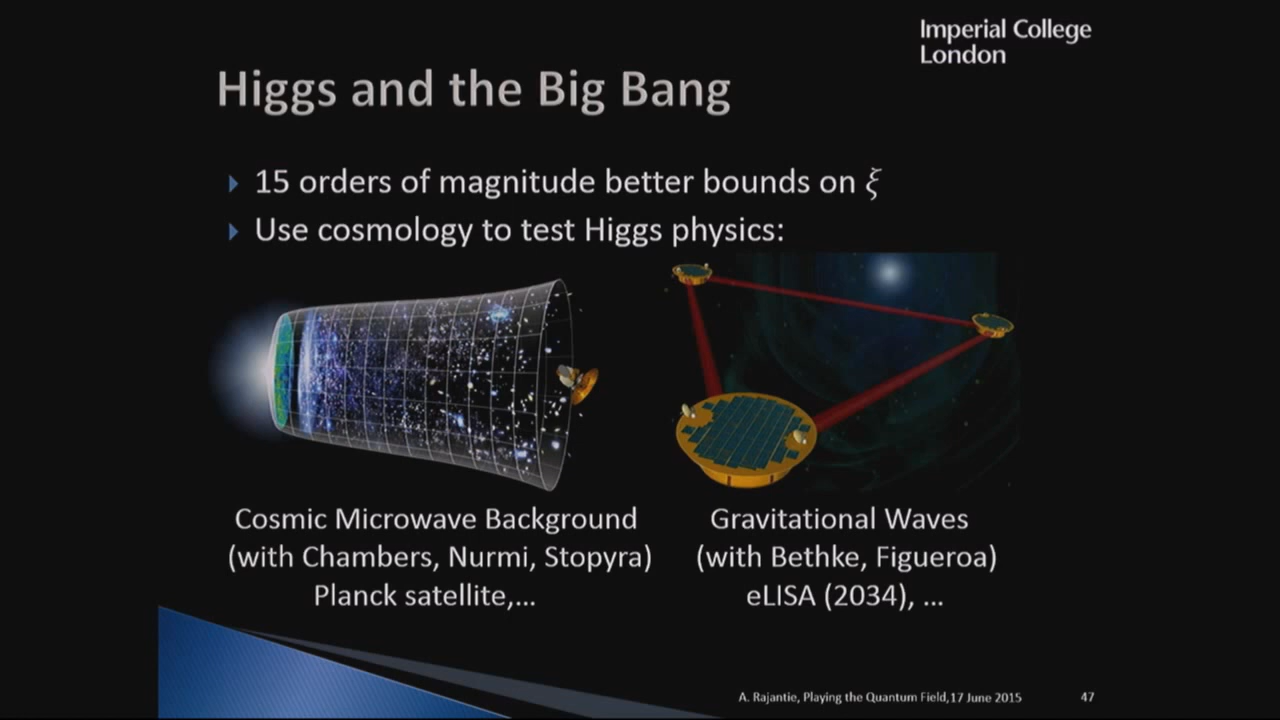 Imperial College
London
Higgs and the Big Bang
15 orders of magnitude better bounds on ξ
Use cosmology to test Higgs physics:
Cosmic Microwave Background
(with Chambers, Nurmi, Stopyra)
Planck satellite,...
Gravitational Waves
(with Bethke, Figueroa)
eLISA (2034), ...
A. Rajantie, Playing the Quantum Field,17 June 2015
47